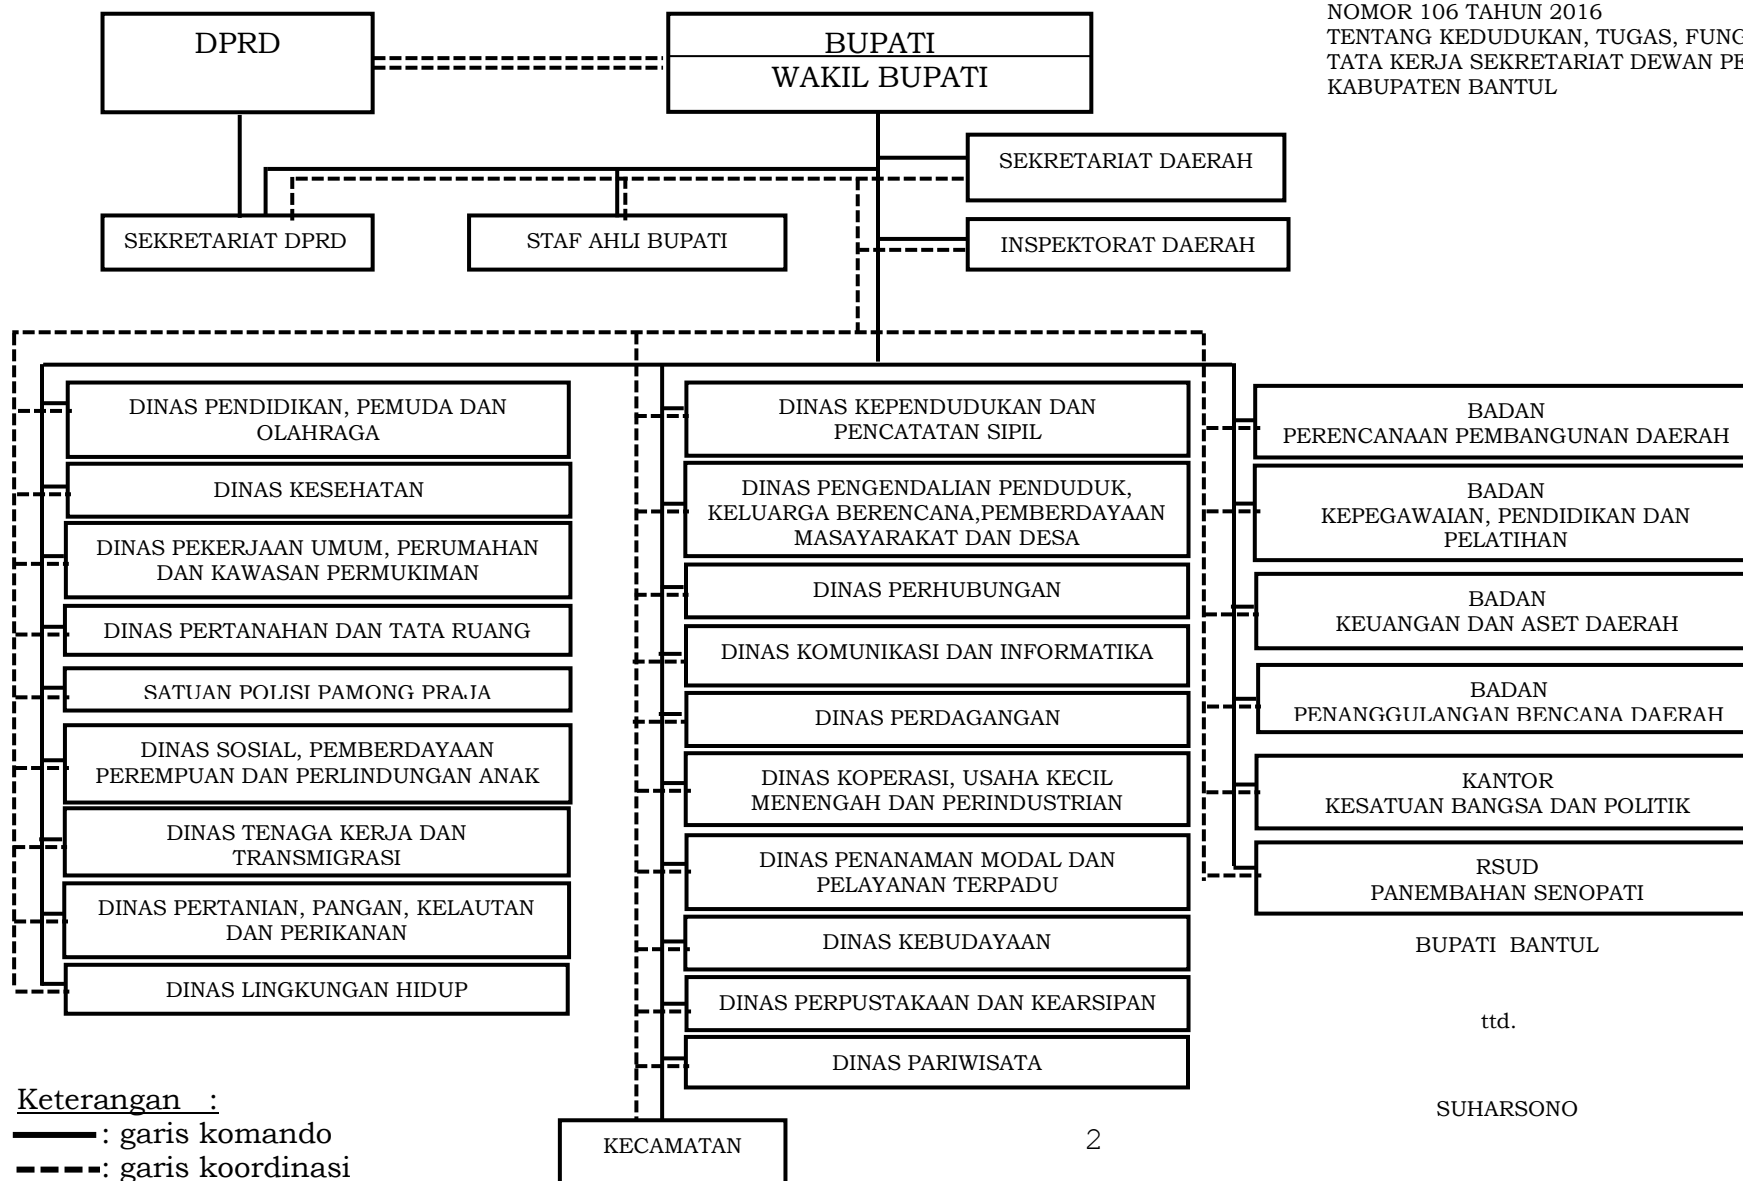 NOMOR 106 TAHUN 2016
TENTANG KEDUDUKAN, TUGAS, FUNG
TATA KERJA SEKRETARIAT DEWAN PE
KABUPATEN BANTUL
DPRD
BUPATI
WAKIL BUPATI
SEKRETARIAT DAERAH
SEKRETARIAT DPRD
STAF AHLI BUPATI
INSPEKTORAT DAERAH
DINAS PENDIDIKAN, PEMUDA DAN
OLAHRAGA
DINAS KESEHATAN
DINAS PEKERJAAN UMUM, PERUMAHAN
DAN KAWASAN PERMUKIMAN
DINAS PERTANAHAN DAN TATA RUANG
SATUAN POLISI PAMONG PRAJA
DINAS SOSIAL, PEMBERDAYAAN
PEREMPUAN DAN PERLINDUNGAN ANAK
DINAS TENAGA KERJA DAN
TRANSMIGRASI
DINAS PERTANIAN, PANGAN, KELAUTAN
DAN PERIKANAN
DINAS LINGKUNGAN HIDUP
DINAS KEPENDUDUKAN DAN
PENCATATAN SIPIL
DINAS PENGENDALIAN PENDUDUK,
KELUARGA BERENCANA,PEMBERDAYAAN
MASAYARAKAT DAN DESA
DINAS PERHUBUNGAN
DINAS KOMUNIKASI DAN INFORMATIKA
DINAS PERDAGANGAN
DINAS KOPERASI, USAHA KECIL
MENENGAH DAN PERINDUSTRIAN
DINAS PENANAMAN MODAL DAN
PELAYANAN TERPADU
DINAS KEBUDAYAAN
DINAS PERPUSTAKAAN DAN KEARSIPAN
DINAS PARIWISATA
KECAMATAN
BADAN
PERENCANAAN PEMBANGUNAN DAERAH
BADAN
KEPEGAWAIAN, PENDIDIKAN DAN
PELATIHAN
BADAN
KEUANGAN DAN ASET DAERAH
BADAN
PENANGGULANGAN BENCANA DAERAH
KANTOR
KESATUAN BANGSA DAN POLITIK
RSUD
PANEMBAHAN SENOPATI
BUPATI BANTUL
ttd.
SUHARSONO
Keterangan :
: garis komando
: garis koordinasi
2